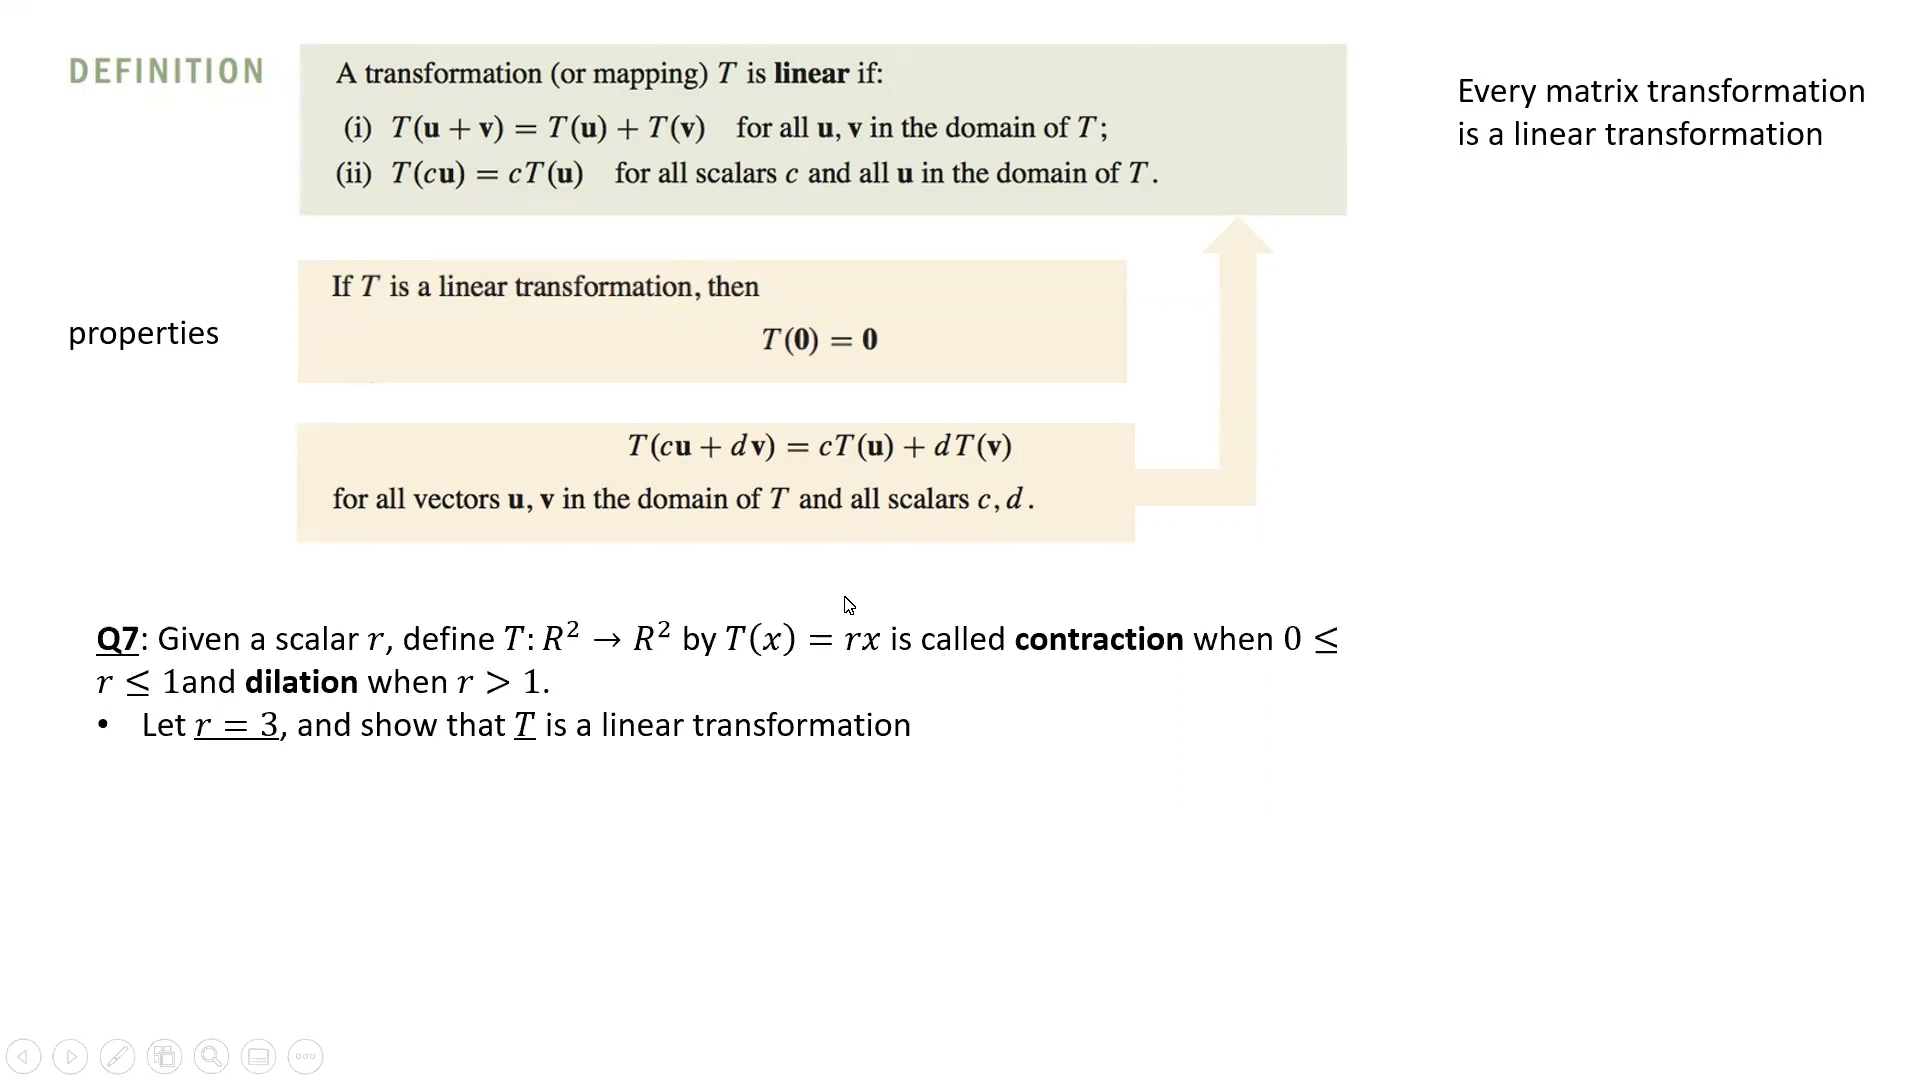 DEFINITION
A transformation (or mapping) T is linear if:
(i) T(u + v) = T(u) + T(v) for all u, v in the domain of T;
(ii) T(cu) = cT(u) for all scalars c and all u in the domain of T.
Every matrix transformation
is a linear transformation
properties
If T is a linear transformation, then
T(0) = 0
T(cu + dv) = cT(u) + dT(v)
for all vectors u, v in the domain of T and all scalars c, d.
Q7: Given a scalar r, define T: R² → R² by T(x) = rx is called contraction when 0 ≤
r ≤ 1and dilation when r > 1.
• Let r = 3, and show that T is a linear transformation